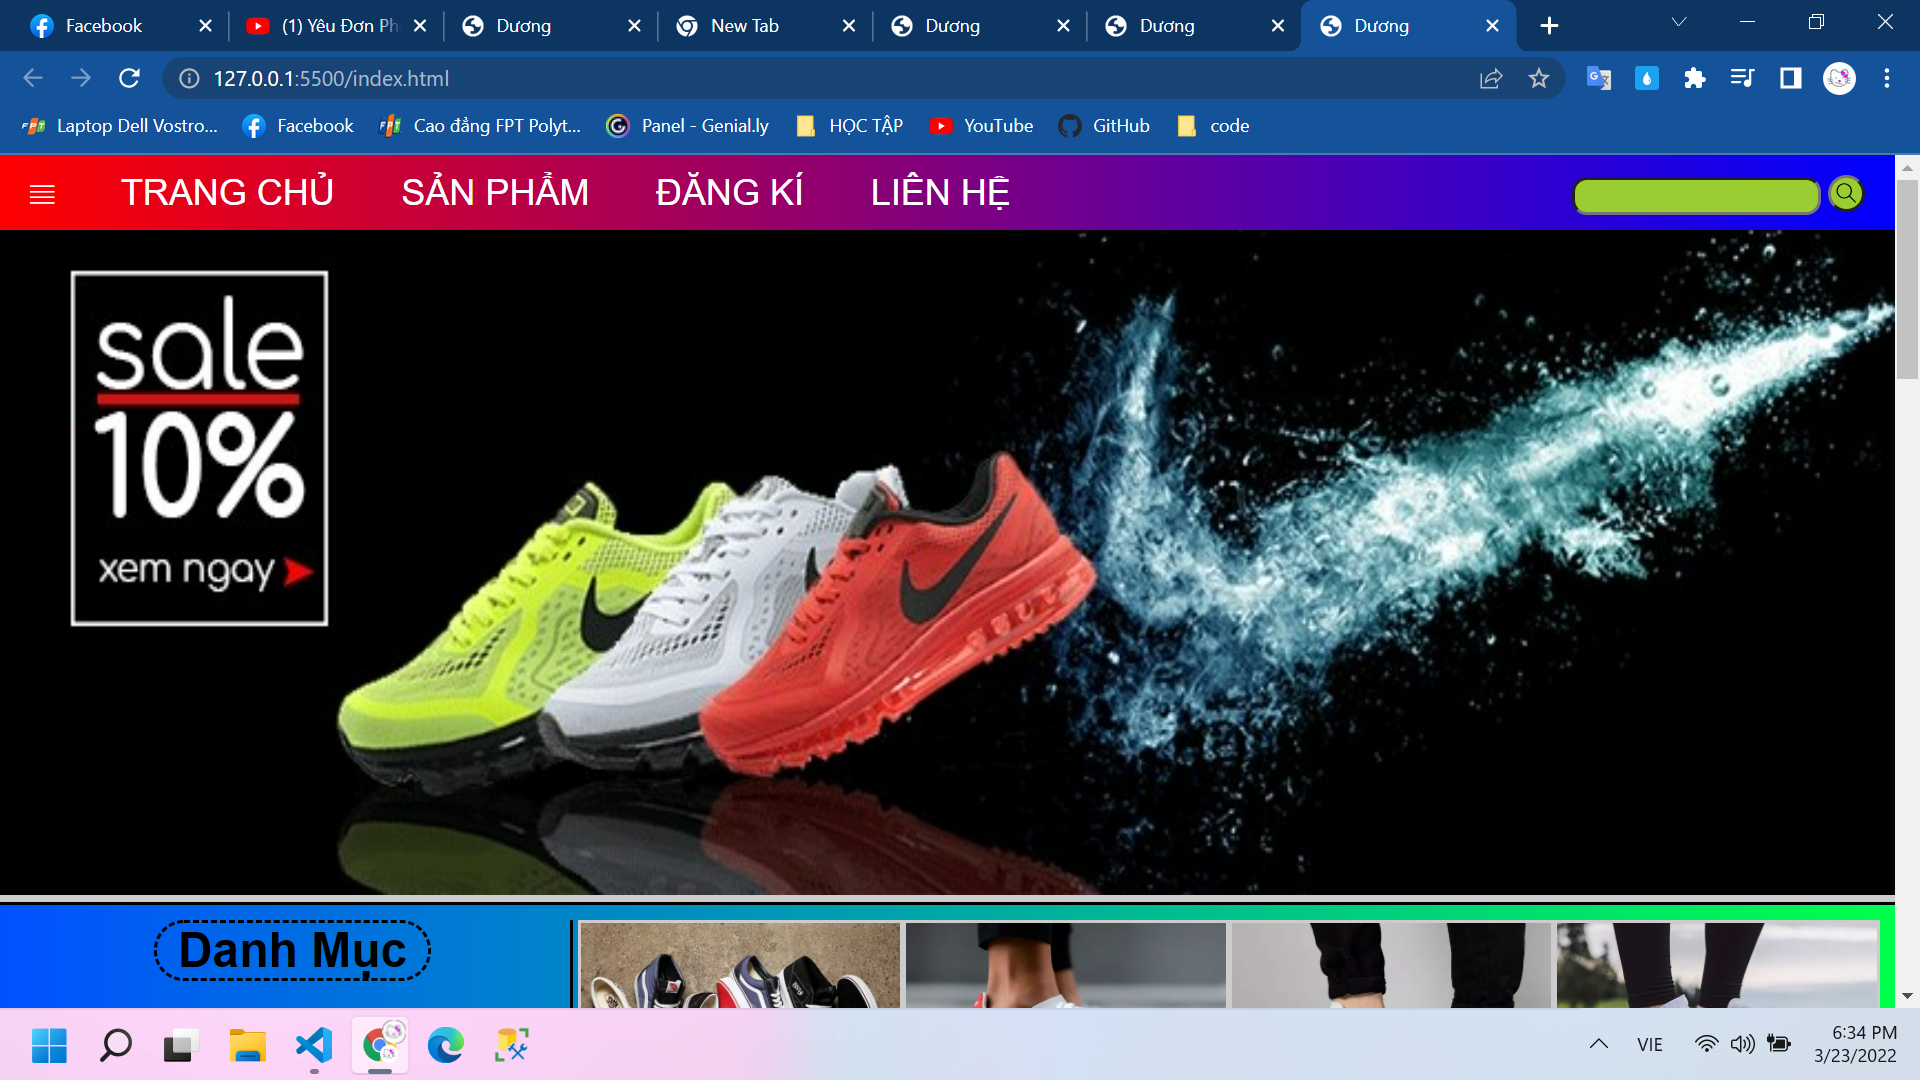 Facebook
(1) Yêu Đơn Ph
Dương
New Tab
Dương
Dương
Dương
127.0.0.1:5500/index.html
Laptop Dell Vostro...
Facebook
Cao đẳng FPT Polyt...
Panel - Genial.ly
HỌC TẬP
YouTube
GitHub
code
TRANG CHỦ
SẢN PHẨM
ĐĂNG KÍ
LIÊN HỆ
sale
10%
xem ngay
Danh Mục
VIE
6:34 PM
3/23/2022